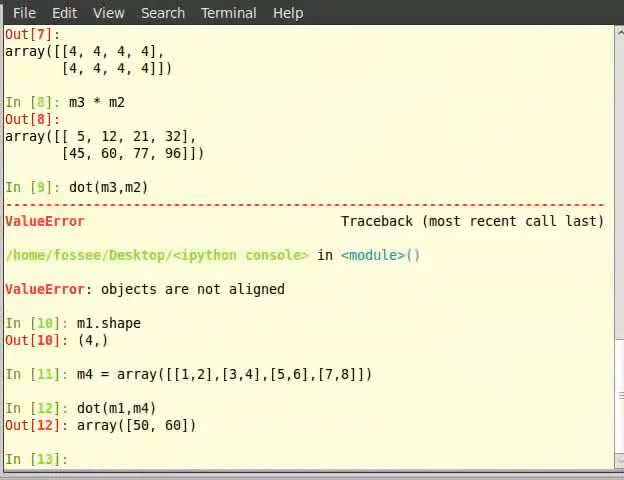 File Edit View Search Terminal Help
Out[7]:
array([[4, 4, 4, 4],
       [4, 4, 4, 4]])
In [8]: m3 * m2
Out[8]:
array([[ 5, 12, 21, 32],
       [45, 60, 77, 96]])
In [9]: dot(m3,m2)
---------------------------------------------------------------------------
ValueError                                Traceback (most recent call last)
/home/fossee/Desktop/<ipython console> in <module>()
ValueError: objects are not aligned
In [10]: m1.shape
Out[10]: (4,)
In [11]: m4 = array([[1,2],[3,4],[5,6],[7,8]])
In [12]: dot(m1,m4)
Out[12]: array([50, 60])
In [13]: